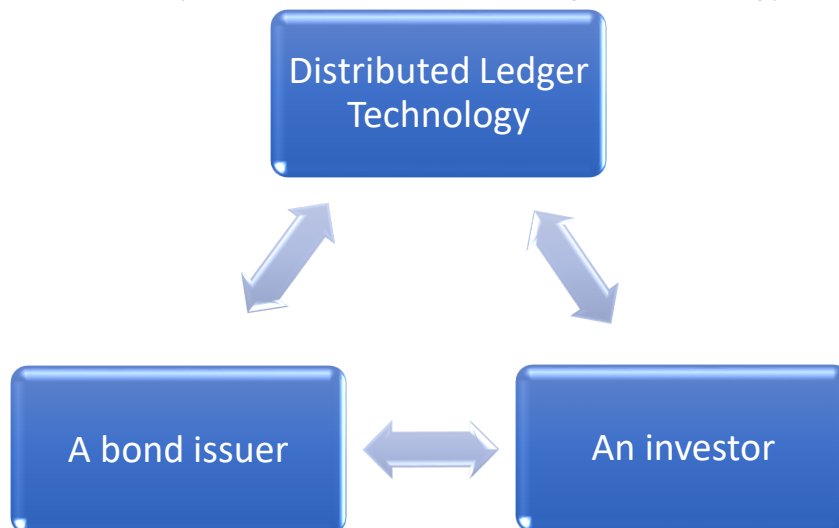 Distributed Ledger
Technology
A bond issuer
An investor